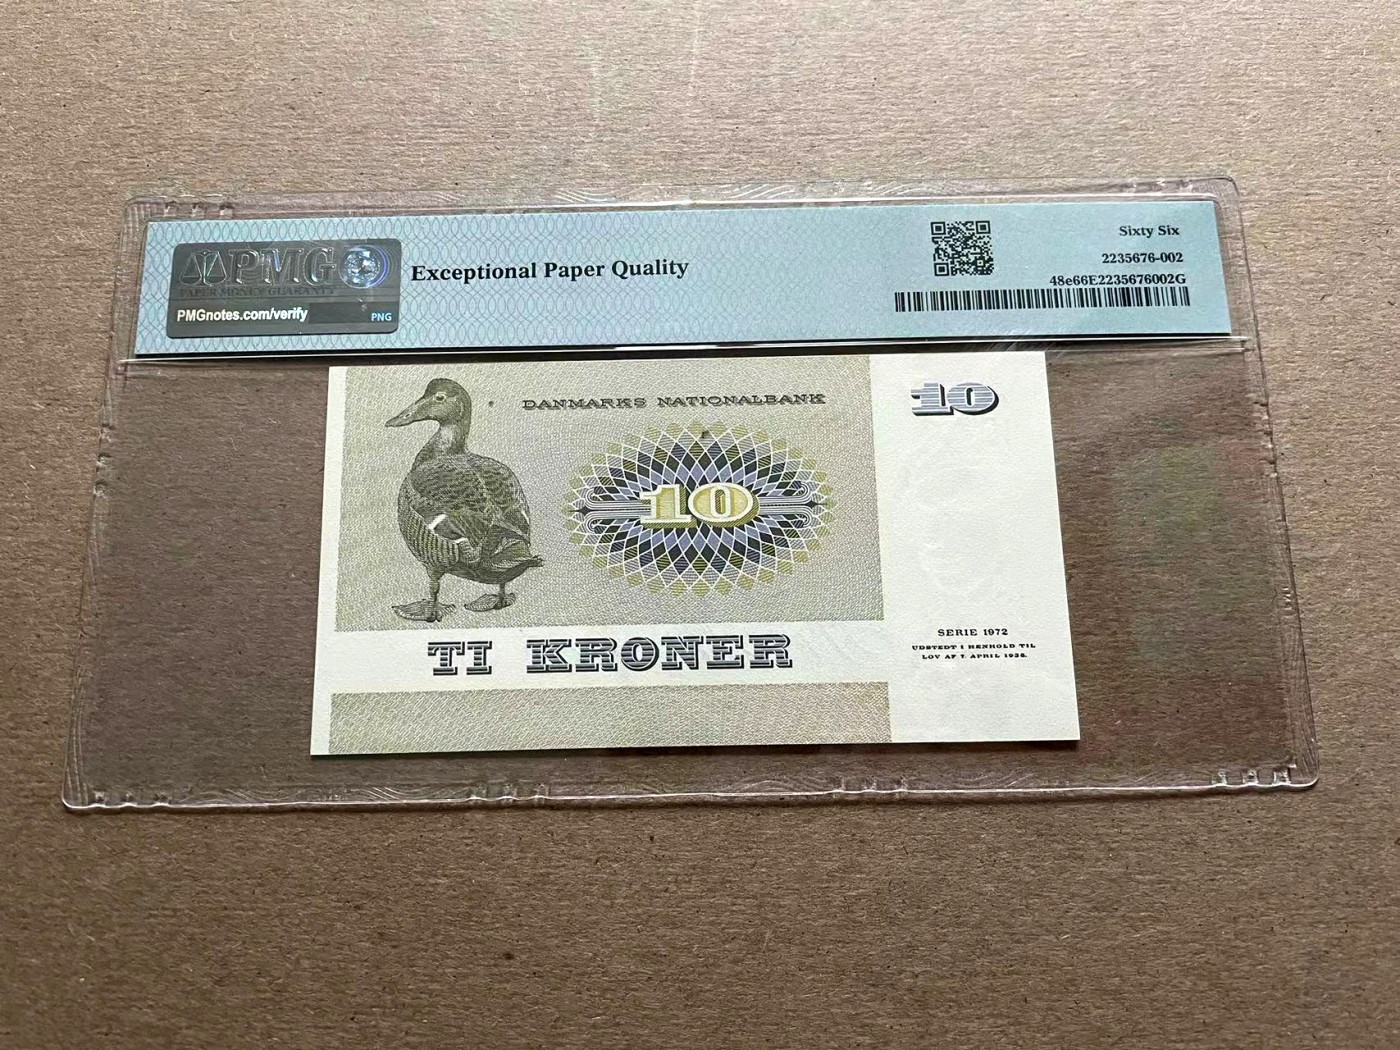 PMG
PAPER MONEY GUARANTY
PMGnotes.com/verify
PNG
Exceptional Paper Quality
Sixty Six
2235676-002
48e66E2235676002G
DANMARKS NATIONALBANK
10
10
TI KRONER
SERIE 1972
UDSTEDT I HENHOLD TIL
LOV AF 7. APRIL 1936.